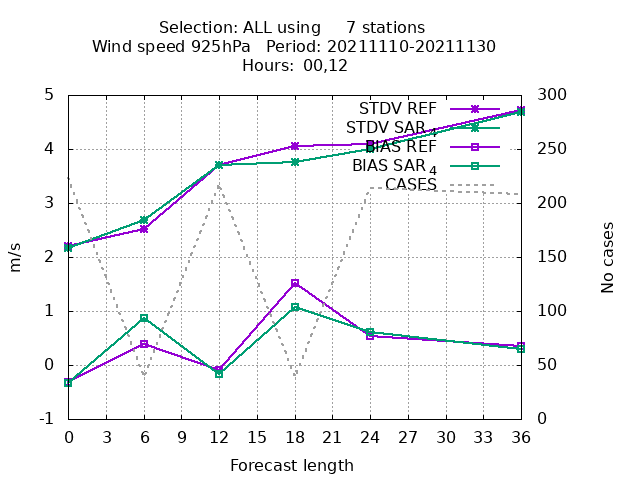 Selection: ALL using     7 stations
Wind speed 925hPa   Period: 20211110-20211130
Hours: 00,12
5
4
3
2
1
0
-1
m/s
300
250
200
150
100
50
0
No cases
STDV REF
STDV SAR 4
BIAS REF
BIAS SAR 4
CASES
0 3 6 9 12 15 18 21 24 27 30 33 36
Forecast length